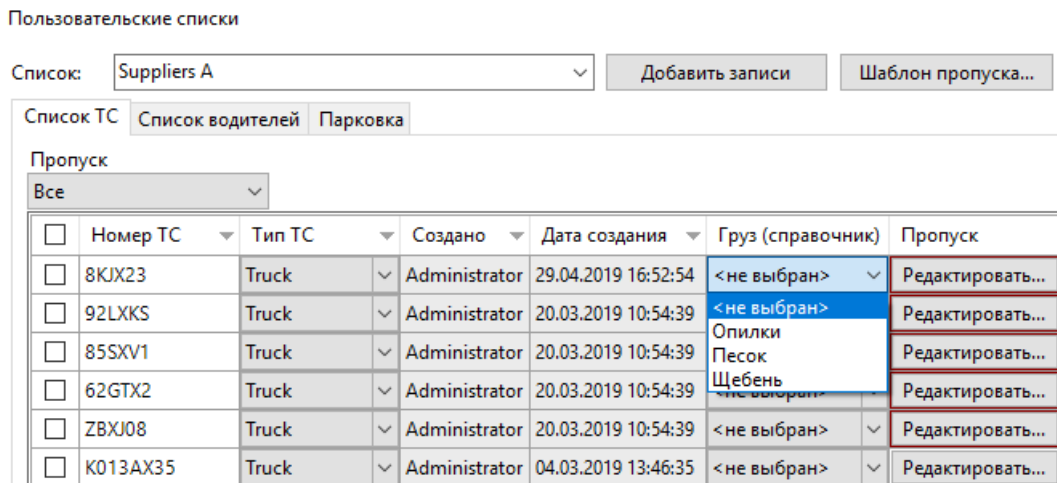 Пользовательские списки
Список: Suppliers A Добавить записи Шаблон пропуска...
Список ТС Список водителей Парковка
Пропуск
Все
Номер ТС Тип ТС Создано Дата создания Груз (справочник) Пропуск
8KJX23 Truck Administrator 29.04.2019 16:52:54 <не выбран> Редактировать...
92LXKS Truck Administrator 20.03.2019 10:54:39 <не выбран> Редактировать...
Опилки
85SXV1 Truck Administrator 20.03.2019 10:54:39 Песок Редактировать...
Щебень
62GTX2 Truck Administrator 20.03.2019 10:54:39 <не выбран> Редактировать...
ZBXJ08 Truck Administrator 20.03.2019 10:54:39 <не выбран> Редактировать...
K013AX35 Truck Administrator 04.03.2019 13:46:35 <не выбран> Редактировать...